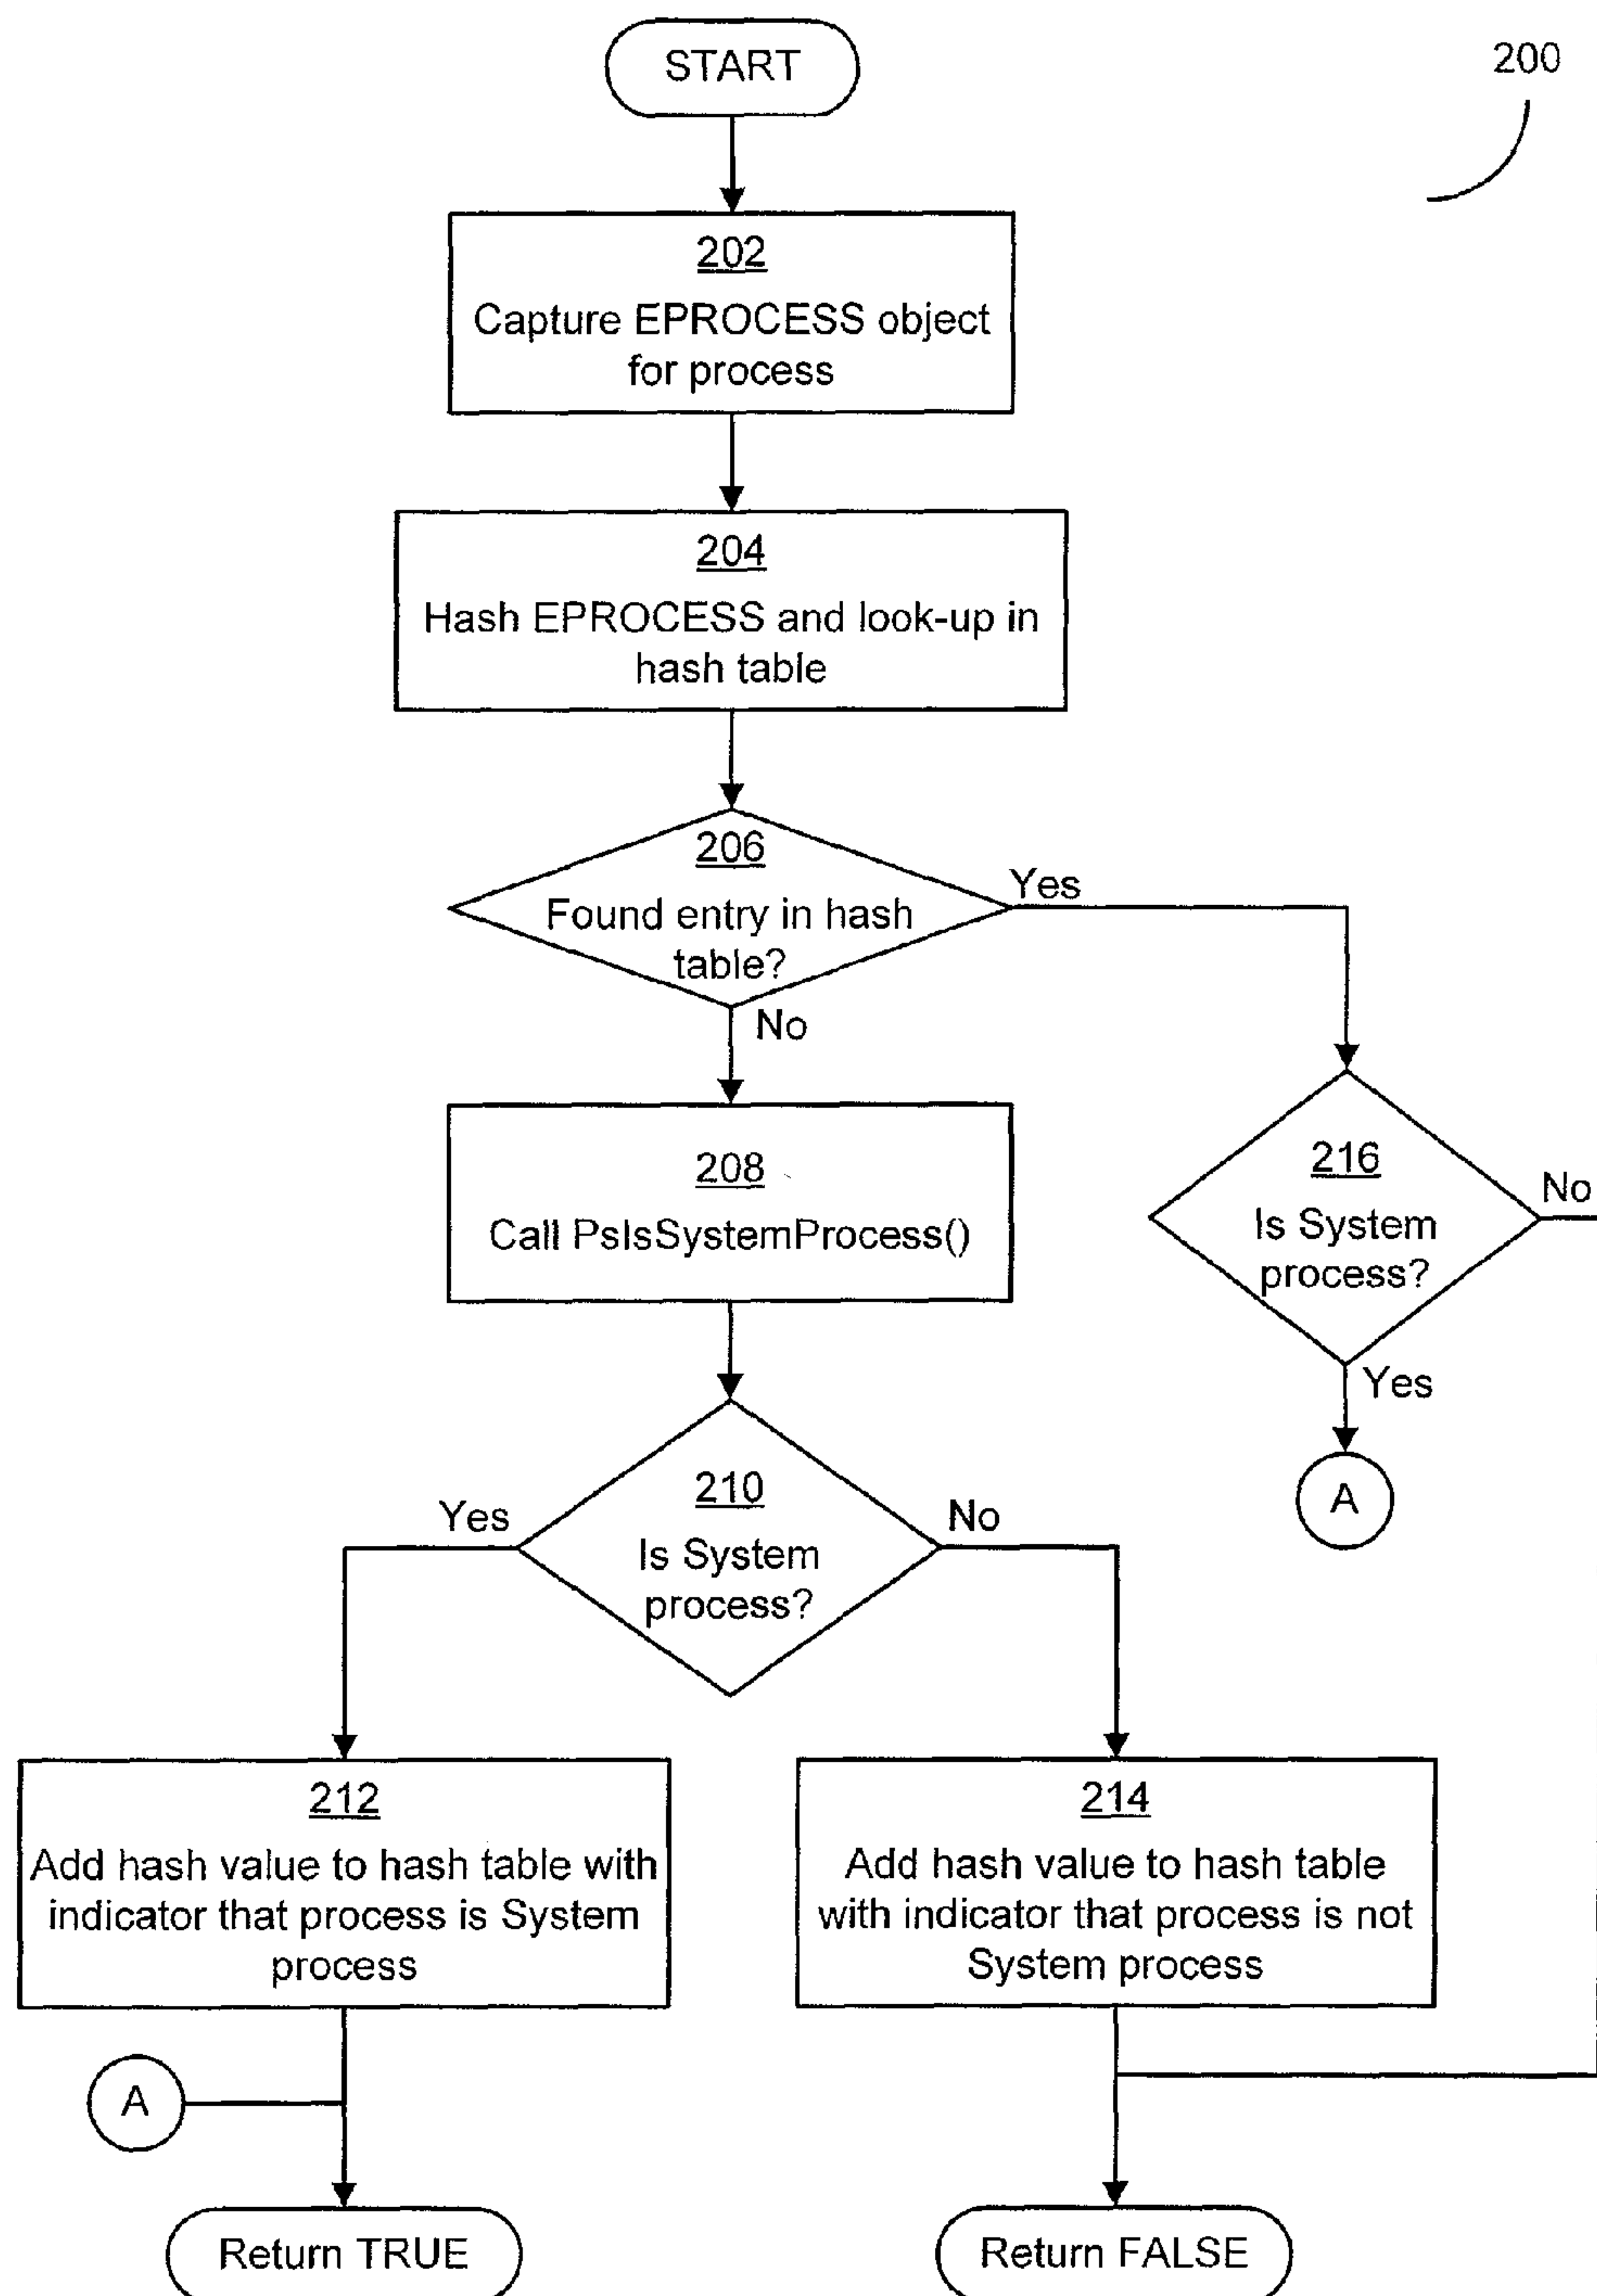 START
200
202
Capture EPROCESS object
for process
204
Hash EPROCESS and look-up in
hash table
206
Found entry in hash
table?
Yes
No
208
Call PsIsSystemProcess()
216
Is System
process?
No
Yes
A
210
Is System
process?
Yes
No
212
Add hash value to hash table with
indicator that process is System
process
214
Add hash value to hash table
with indicator that process is not
System process
A
Return TRUE
Return FALSE